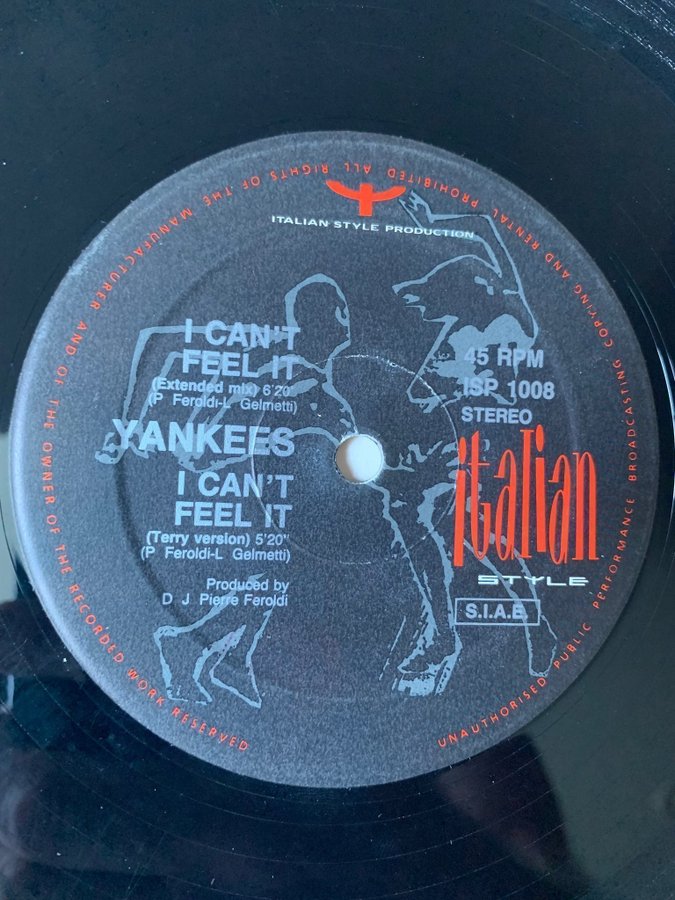 ALL RIGHTS OF THE MANUFACTURER AND OF THE OWNER OF THE RECORDED WORK RESERVED
UNAUTHORISED PUBLIC PERFORMANCE BROADCASTING COPYING AND RENTAL PROHIBITED
ITALIAN STYLE PRODUCTION
I CAN'T
FEEL IT
(Extended mix) 6'20"
(P Feroldi-L Gelmetti)
YANKEES
I CAN'T
FEEL IT
(Terry version) 5'20"
(P Feroldi-L Gelmetti)
Produced by
D J Pierre Feroldi
45 RPM
ISP 1008
STEREO
italian
STYLE
S.I.A.E.